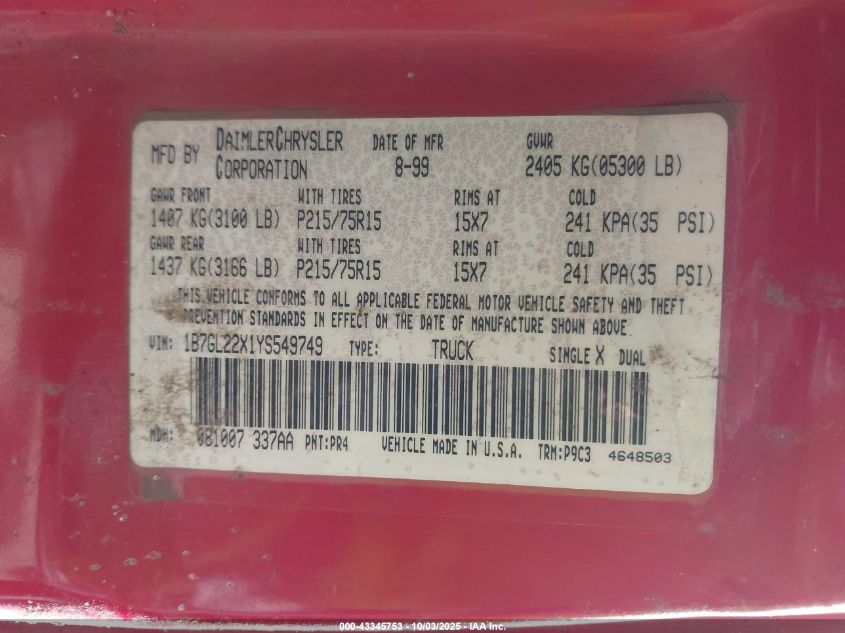 MFD BY DAIMLERCHRYSLER CORPORATION DATE OF MFR 8-99 GVWR 2405 KG(05300 LB)
GAWR FRONT WITH TIRES RIMS AT COLD
1407 KG(3100 LB) P215/75R15 15X7 241 KPA(35 PSI)
GAWR REAR WITH TIRES RIMS AT COLD
1437 KG(3166 LB) P215/75R15 15X7 241 KPA(35 PSI)
THIS VEHICLE CONFORMS TO ALL APPLICABLE FEDERAL MOTOR VEHICLE SAFETY AND THEFT
PREVENTION STANDARDS IN EFFECT ON THE DATE OF MANUFACTURE SHOWN ABOVE.
VIN: 1B7GL22X1YS549749 TYPE: TRUCK SINGLE X DUAL
MDH: 081007 337AA PNT:PR4 VEHICLE MADE IN U.S.A. TRM:P9C3 4648503
000-43345753 - 10/03/2025 - IAA Inc.